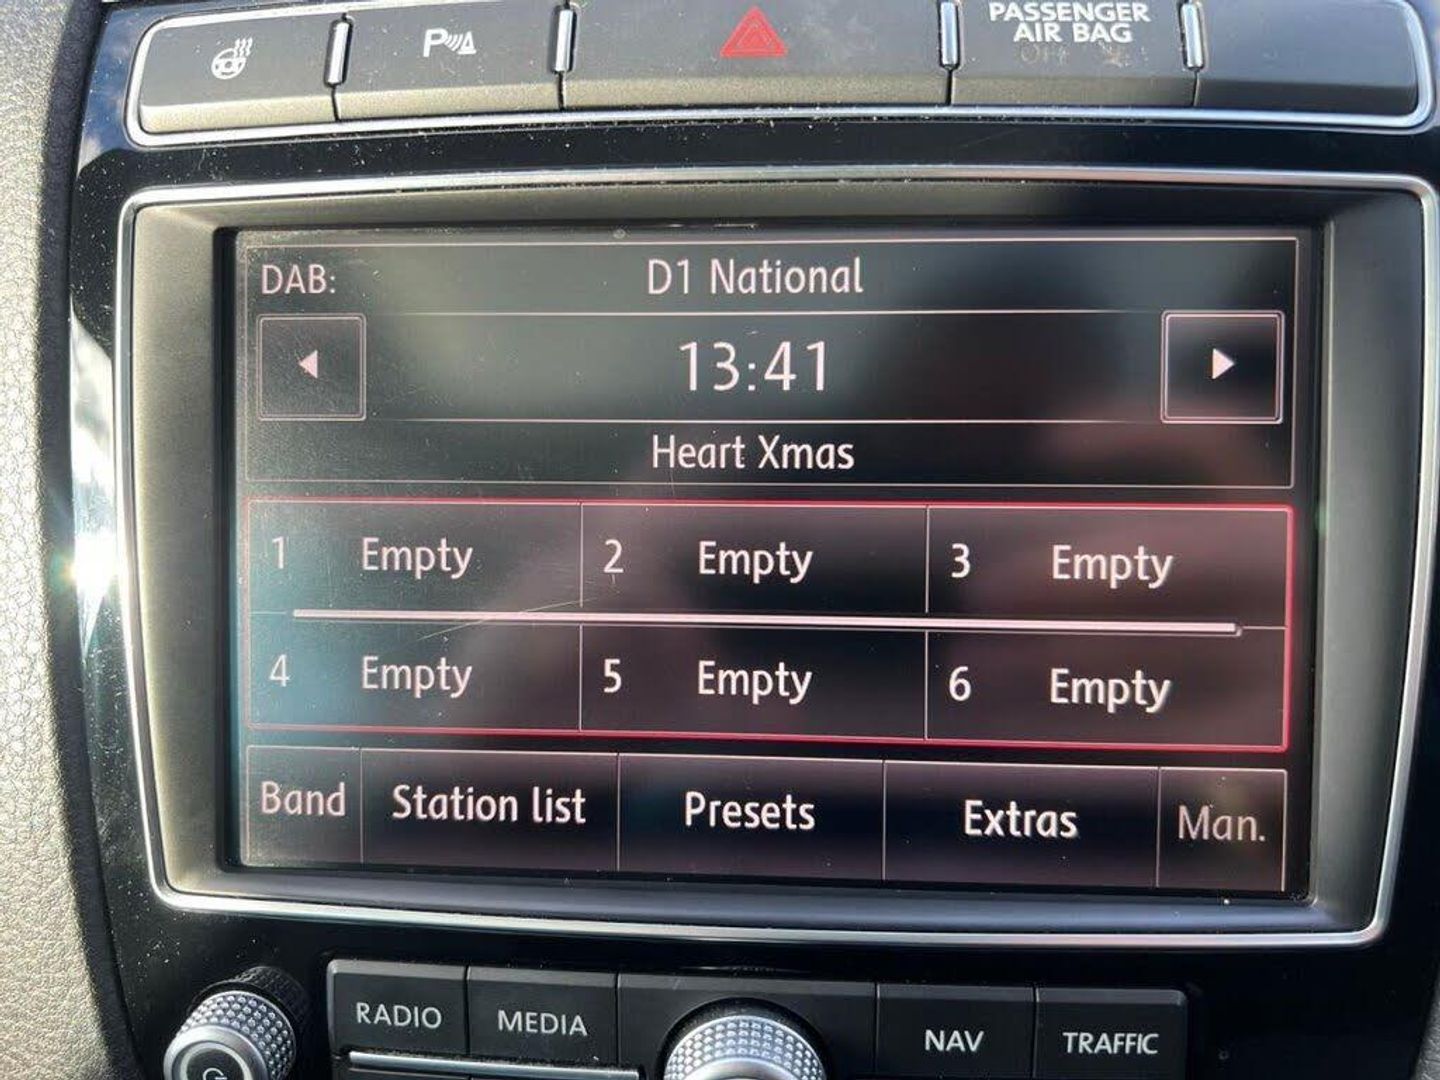 P
PASSENGER
AIR BAG
OFF
DAB:
D1 National
13:41
Heart Xmas
1 Empty
2 Empty
3 Empty
4 Empty
5 Empty
6 Empty
Band
Station list
Presets
Extras
Man.
RADIO
MEDIA
NAV
TRAFFIC